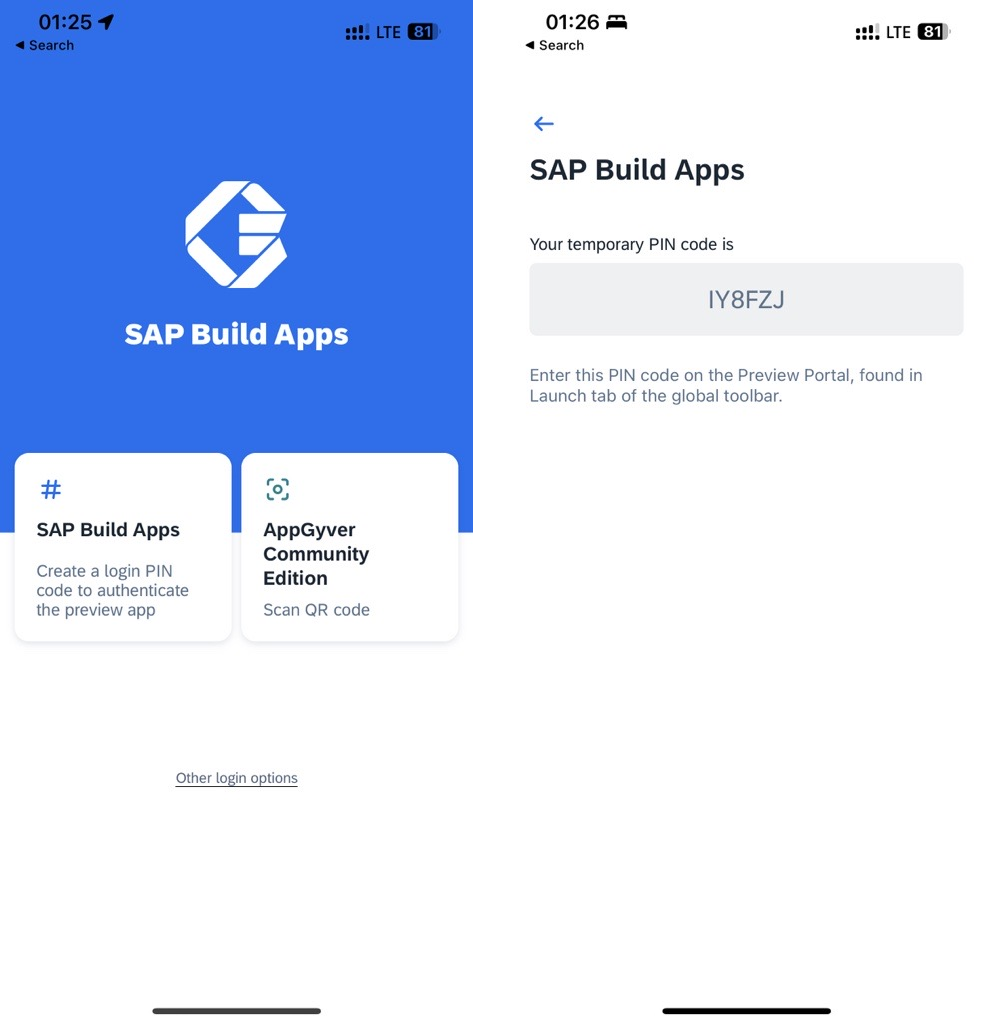 01:25
LTE 81
◀ Search
SAP Build Apps
#
SAP Build Apps
Create a login PIN
code to authenticate
the preview app
AppGyver
Community
Edition
Scan QR code
Other login options
01:26
LTE 81
◀ Search
SAP Build Apps
Your temporary PIN code is
IY8FZJ
Enter this PIN code on the Preview Portal, found in
Launch tab of the global toolbar.